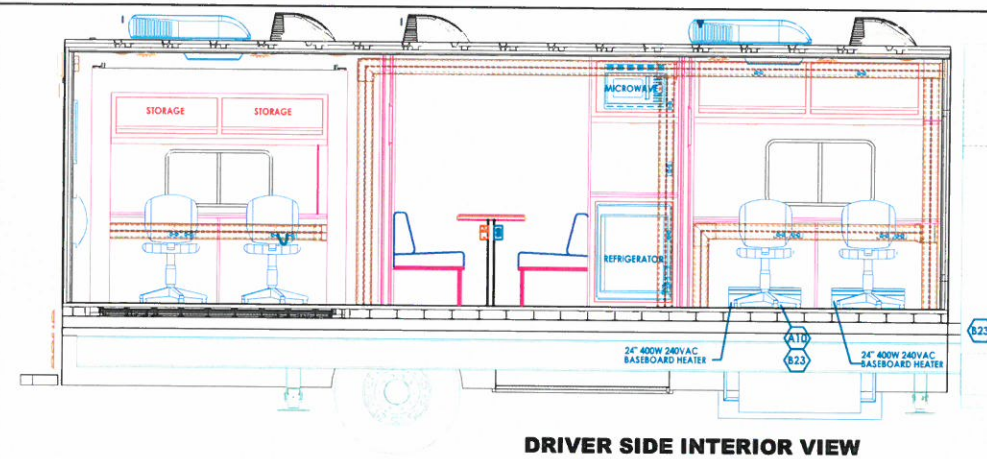 STORAGE
STORAGE
MICROWAVE
REFRIGERATOR
24" 400W 240VAC
BASEBOARD HEATER
A10
B23
24" 400W 240VAC
BASEBOARD HEATER
B23
DRIVER SIDE INTERIOR VIEW